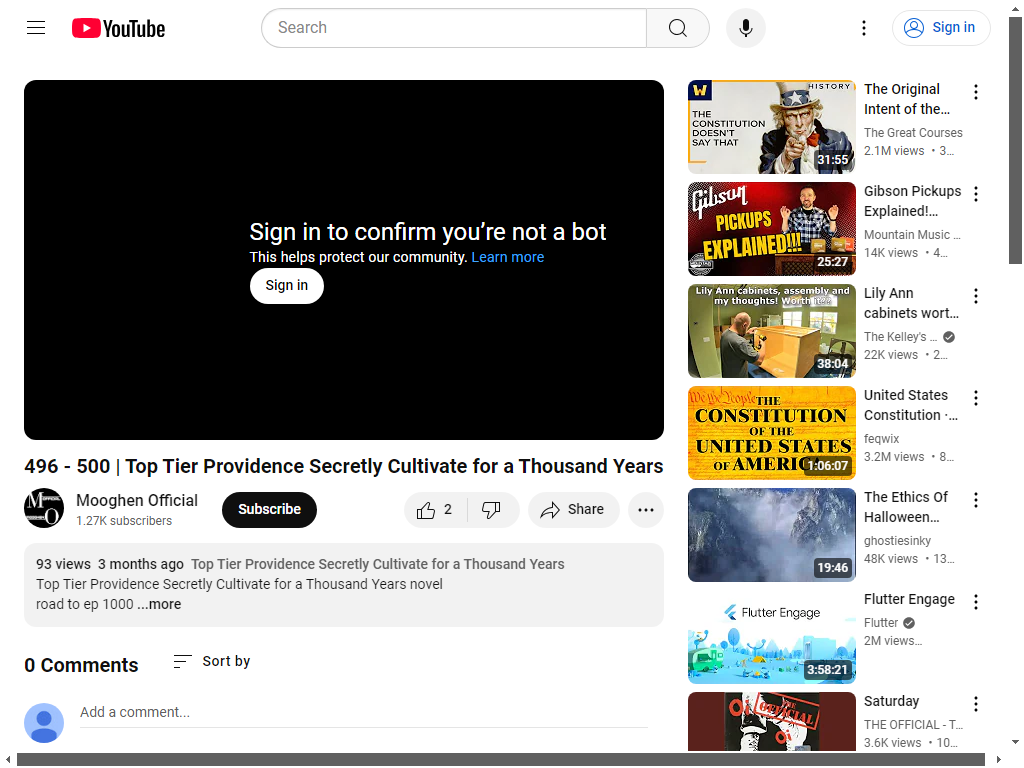 YouTube
Search
Sign in
Sign in to confirm you're not a bot
This helps protect our community. Learn more
Sign in
496 - 500 | Top Tier Providence Secretly Cultivate for a Thousand Years
Mooghen Official
1.27K subscribers
Subscribe
2
Share
93 views 3 months ago Top Tier Providence Secretly Cultivate for a Thousand Years
Top Tier Providence Secretly Cultivate for a Thousand Years novel
road to ep 1000 ...more
0 Comments
Sort by
Add a comment...
W
HISTORY
THE
CONSTITUTION
DOESN'T
SAY THAT
31:55
The Original
Intent of the...
The Great Courses
2.1M views • 3...
Gibson
PICKUPS
EXPLAINED!!!
25:27
Gibson Pickups
Explained!...
Mountain Music ...
14K views • 4...
Lily Ann cabinets, assembly and
my thoughts! Worth it??
38:04
Lily Ann
cabinets wort...
The Kelley's ...
22K views • 2...
We the People THE
CONSTITUTION
OF THE
UNITED STATES
OF AMERICA
1:06:07
United States
Constitution ·...
feqwix
3.2M views • 8...
19:46
The Ethics Of
Halloween...
ghostiesinky
48K views • 13...
Flutter Engage
3:58:21
Flutter Engage
Flutter
2M views...
THE
OFFICIAL
Oi
Oi
Saturday
THE OFFICIAL - T...
3.6K views • 10...